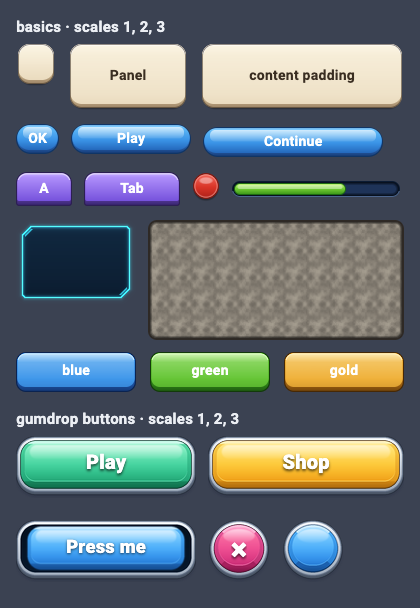 basics · scales 1, 2, 3
Panel
content padding
OK
Play
Continue
A
Tab
blue
green
gold
gumdrop buttons · scales 1, 2, 3
Play
Shop
Press me